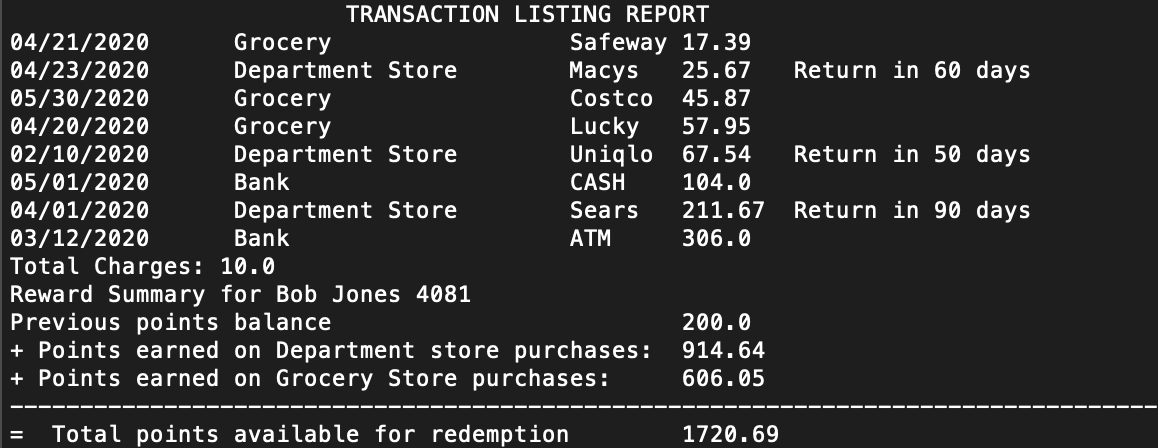 TRANSACTION LISTING REPORT
04/21/2020 Grocery Safeway 17.39
04/23/2020 Department Store Macys 25.67 Return in 60 days
05/30/2020 Grocery Costco 45.87
04/20/2020 Grocery Lucky 57.95
02/10/2020 Department Store Uniqlo 67.54 Return in 50 days
05/01/2020 Bank CASH 104.0
04/01/2020 Department Store Sears 211.67 Return in 90 days
03/12/2020 Bank ATM 306.0
Total Charges: 10.0
Reward Summary for Bob Jones 4081
Previous points balance 200.0
+ Points earned on Department store purchases: 914.64
+ Points earned on Grocery Store purchases: 606.05
--------------------------------------------------------------------------------
= Total points available for redemption 1720.69